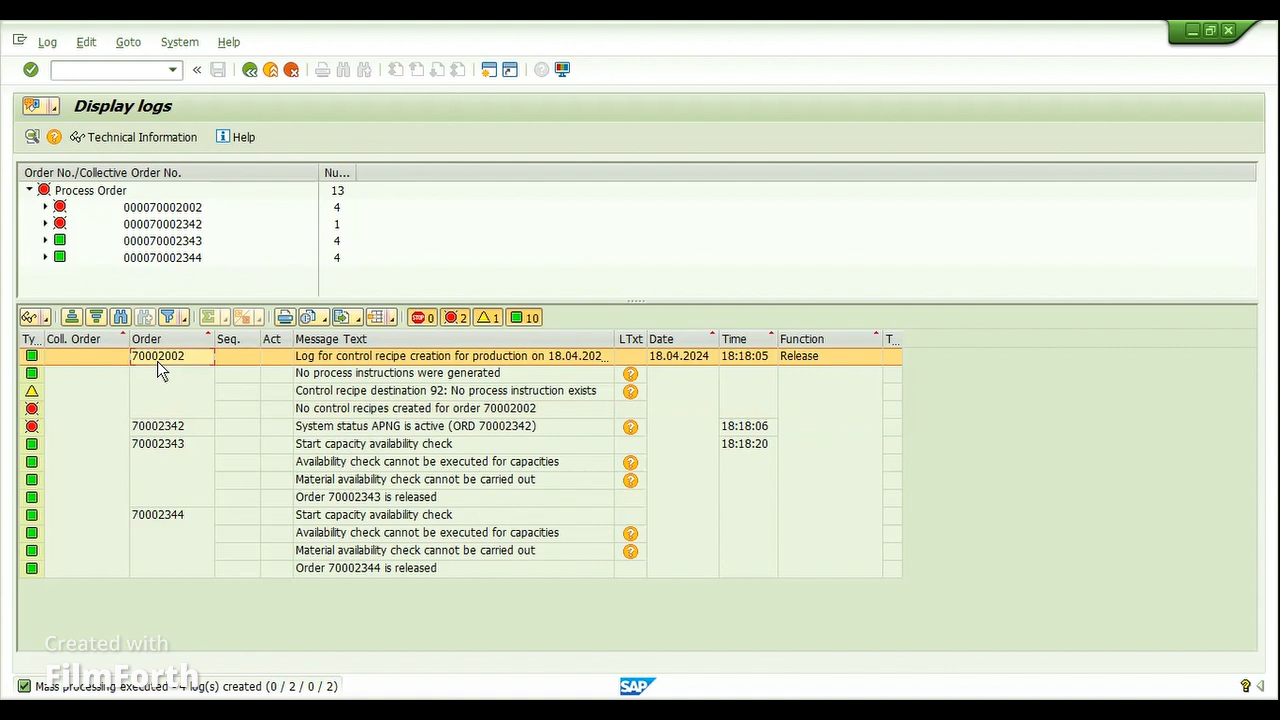 Log Edit Goto System Help
«
Display logs
Technical Information Help
Order No./Collective Order No. Nu...
Process Order 13
000070002002 4
000070002342 1
000070002343 4
000070002344 4
STOP 0 2 1 10
Ty... Coll. Order Order Seq. Act Message Text LTxt Date Time Function T...
70002002 Log for control recipe creation for production on 18.04.202... 18.04.2024 18:18:05 Release
No process instructions were generated
Control recipe destination 92: No process instruction exists
No control recipes created for order 70002002
70002342 System status APNG is active (ORD 70002342) 18:18:06
70002343 Start capacity availability check 18:18:20
Availability check cannot be executed for capacities
Material availability check cannot be carried out
Order 70002343 is released
70002344 Start capacity availability check
Availability check cannot be executed for capacities
Material availability check cannot be carried out
Order 70002344 is released
Created with
FilmForth
Mass processing executed - 4 log(s) created (0 / 2 / 0 / 2) SAP